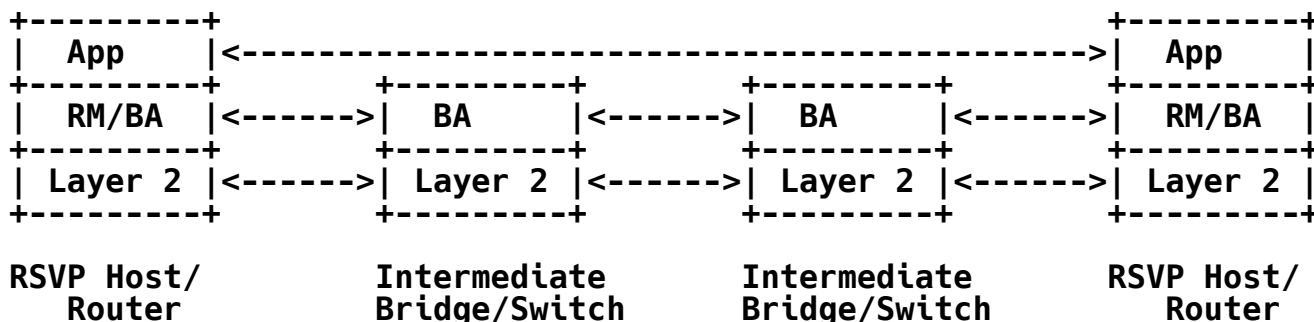 +---------+                                              +---------+
|   App   |<-------------------------------------------->|   App   |
+---------+        +---------+        +---------+        +---------+
|  RM/BA  |<------>|  BA     |<------>|  BA     |<------>|  RM/BA  |
+---------+        +---------+        +---------+        +---------+
| Layer 2 |<------>| Layer 2 |<------>| Layer 2 |<------>| Layer 2 |
+---------+        +---------+        +---------+        +---------+
RSVP Host/         Intermediate       Intermediate       RSVP Host/
   Router          Bridge/Switch      Bridge/Switch         Router